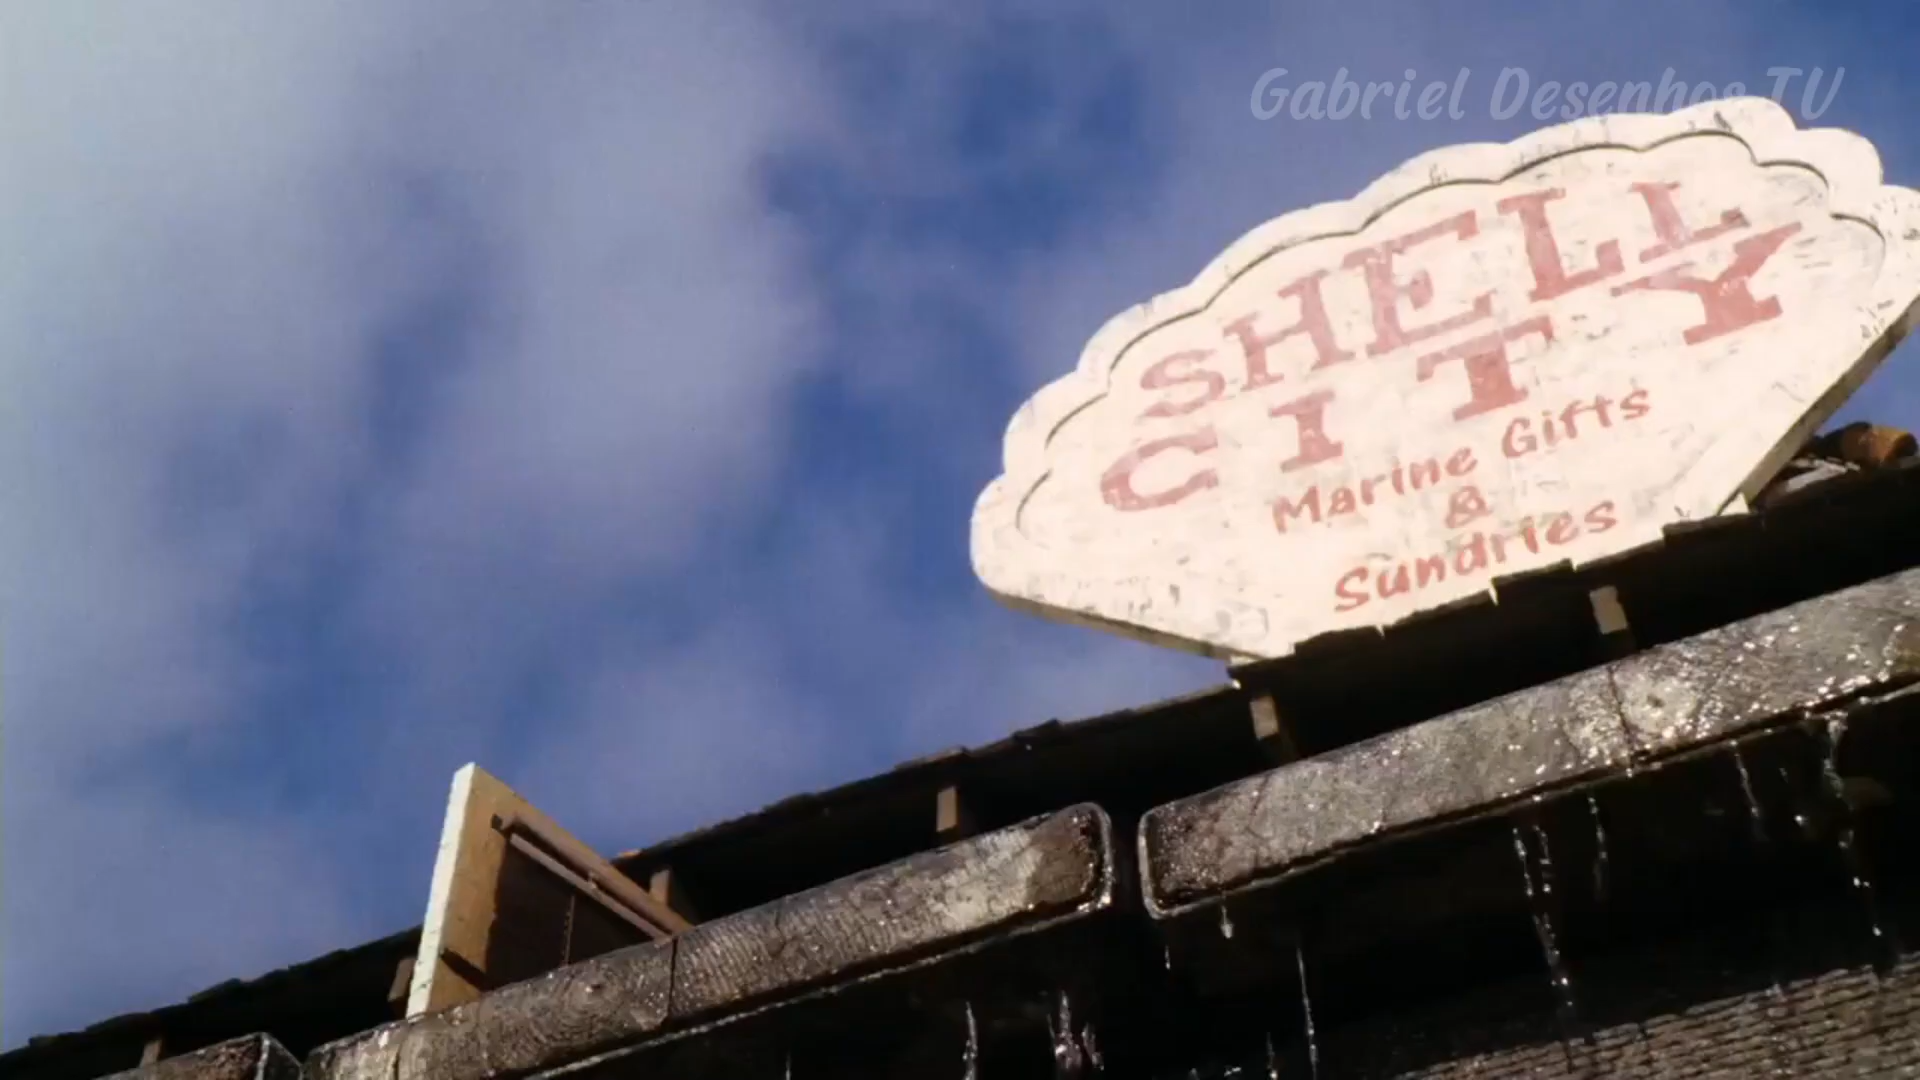 Gabriel Desenhos TV
SHELL
CITY
Marine Gifts
&
Sundries